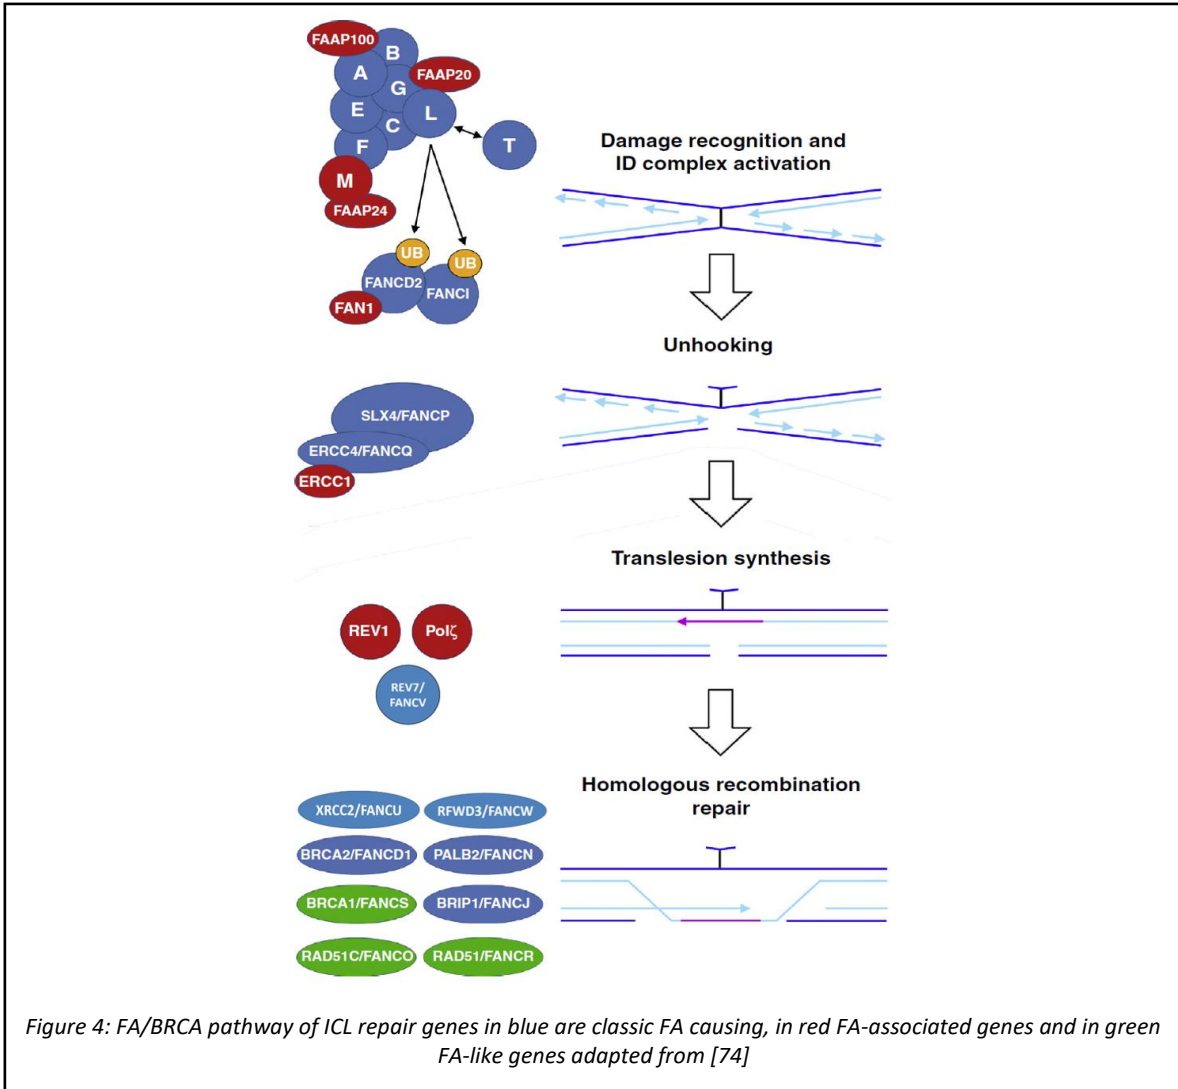 FAAP100
B
A
FAAP20
G
E
L
C
T
F
M
FAAP24
Damage recognition and
ID complex activation
UB
UB
FANCD2
FANCI
FAN1
Unhooking
SLX4/FANCP
ERCC4/FANCQ
ERCC1
Translesion synthesis
REV1
Polζ
REV7/
FANCV
Homologous recombination
repair
XRCC2/FANCU
RFWD3/FANCW
BRCA2/FANCD1
PALB2/FANCN
BRCA1/FANCS
BRIP1/FANCJ
RAD51C/FANCO
RAD51/FANCR
Figure 4: FA/BRCA pathway of ICL repair genes in blue are classic FA causing, in red FA-associated genes and in green
FA-like genes adapted from [74]